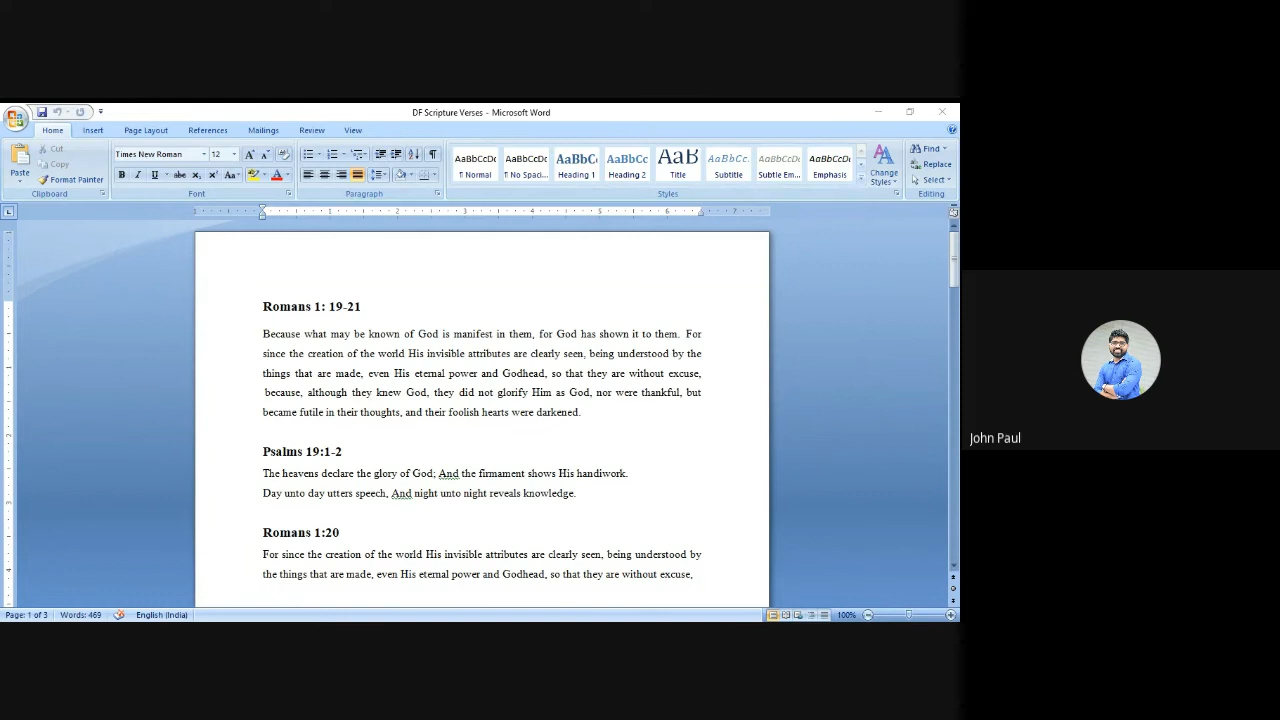 DF Scripture Verses - Microsoft Word
Home Insert Page Layout References Mailings Review View
Paste
Cut
Copy
Format Painter
Clipboard
Times New Roman 12
Font
Paragraph
AaBbCcDc AaBbCcDc AaBbC AaBbCc AaB AaBbCc. AaBbCcDc AaBbCcDc
¶ Normal ¶ No Spaci... Heading 1 Heading 2 Title Subtitle Subtle Em... Emphasis
Styles
Change
Styles
Find
Replace
Select
Editing
Romans 1: 19-21
Because what may be known of God is manifest in them, for God has shown it to them. For
since the creation of the world His invisible attributes are clearly seen, being understood by the
things that are made, even His eternal power and Godhead, so that they are without excuse,
because, although they knew God, they did not glorify Him as God, nor were thankful, but
became futile in their thoughts, and their foolish hearts were darkened.
Psalms 19:1-2
The heavens declare the glory of God; And the firmament shows His handiwork.
Day unto day utters speech, And night unto night reveals knowledge.
Romans 1:20
For since the creation of the world His invisible attributes are clearly seen, being understood by
the things that are made, even His eternal power and Godhead, so that they are without excuse,
Page: 1 of 3 Words: 469 English (India) 100%
John Paul